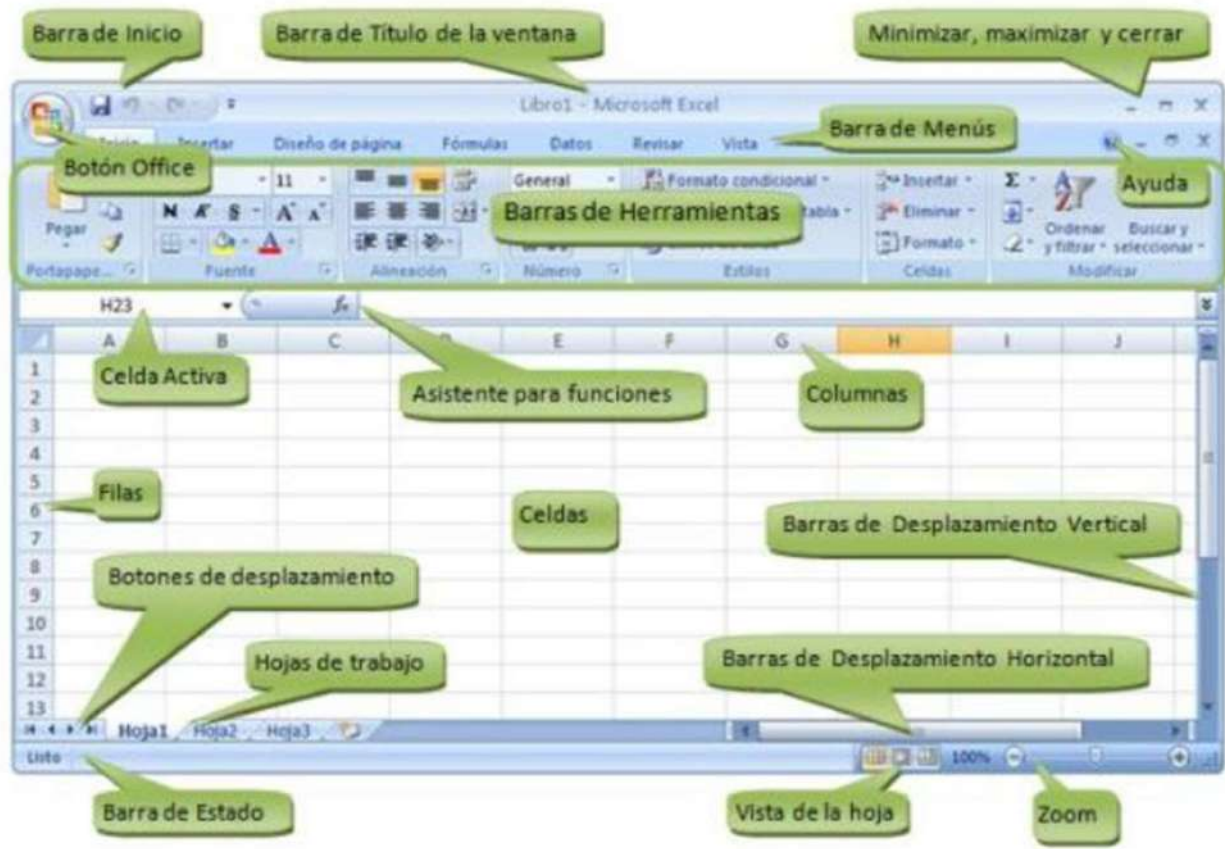 Barra de Inicio
Barra de Título de la ventana
Minimizar, maximizar y cerrar
Libro1 - Microsoft Excel
Inicio Insertar Diseño de página Fórmulas Datos Revisar Vista
Barra de Menús
Botón Office
Ayuda
11
General
Formato condicional
Insertar
Σ
Barras de Herramientas
tabla
Pegar
N K S A A
Eliminar
Ordenar y filtrar
Buscar y seleccionar
A
Formato
Portapape...
Fuente
Alineación
Número
Estilos
Celdas
Modificar
H23
fx
A B C E F G H I J
1
Celda Activa
Asistente para funciones
Columnas
2
3
4
5
Filas
6
Celdas
Barras de Desplazamiento Vertical
7
8
Botones de desplazamiento
9
10
11
Hojas de trabajo
Barras de Desplazamiento Horizontal
12
13
Hoja1 Hoja2 Hoja3
Listo
100%
Barra de Estado
Vista de la hoja
Zoom